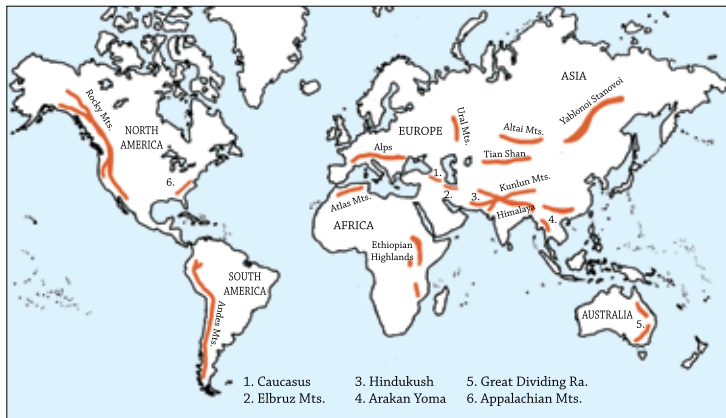 ASIA
Yablonoi Stanovoi
Rocky Mts.
NORTH
AMERICA
EUROPE
Ural Mts.
Altai Mts.
Alps
Tian Shan
1.
6.
2.
3.
Kunlun Mts.
Atlas Mts.
Himalaya
4.
AFRICA
Ethiopian
Highlands
SOUTH
AMERICA
Andes Mts.
AUSTRALIA
5.
1. Caucasus
3. Hindukush
5. Great Dividing Ra.
2. Elbruz Mts.
4. Arakan Yoma
6. Appalachian Mts.